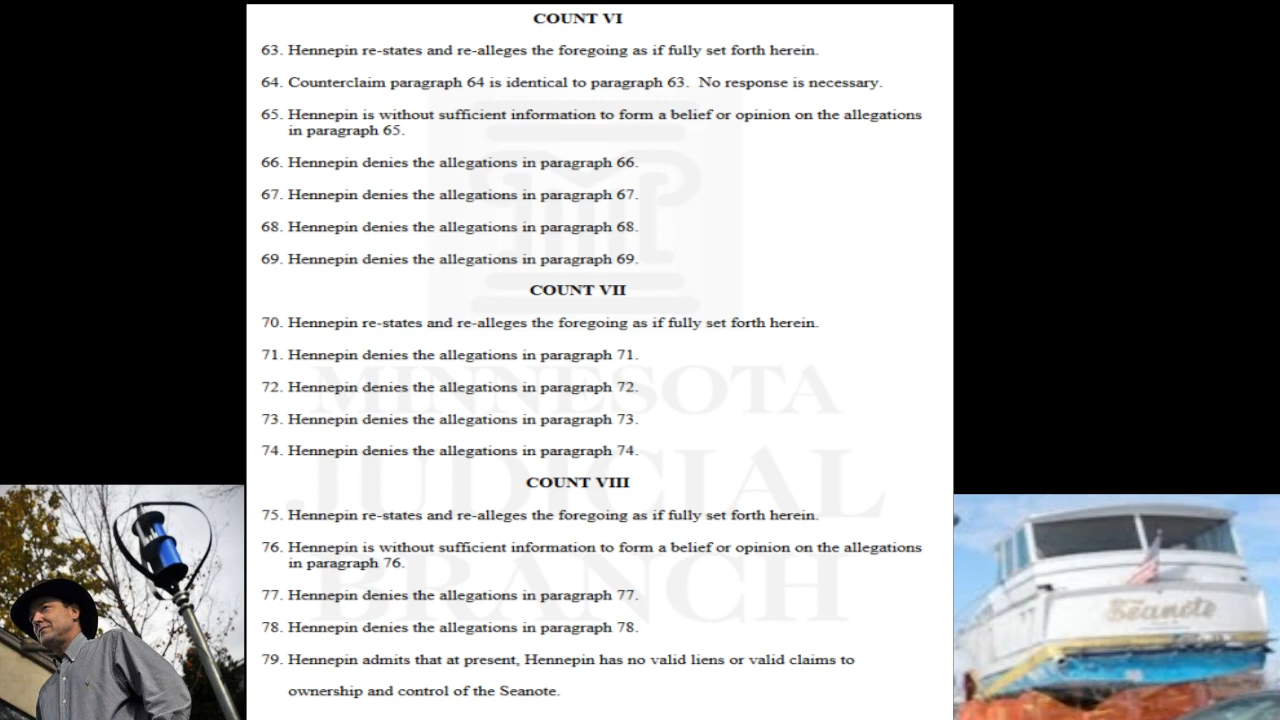 COUNT VI
63. Hennepin re-states and re-alleges the foregoing as if fully set forth herein.
64. Counterclaim paragraph 64 is identical to paragraph 63.  No response is necessary.
65. Hennepin is without sufficient information to form a belief or opinion on the allegations
in paragraph 65.
66. Hennepin denies the allegations in paragraph 66.
67. Hennepin denies the allegations in paragraph 67.
68. Hennepin denies the allegations in paragraph 68.
69. Hennepin denies the allegations in paragraph 69.
COUNT VII
70. Hennepin re-states and re-alleges the foregoing as if fully set forth herein.
71. Hennepin denies the allegations in paragraph 71.
72. Hennepin denies the allegations in paragraph 72.
73. Hennepin denies the allegations in paragraph 73.
74. Hennepin denies the allegations in paragraph 74.
COUNT VIII
75. Hennepin re-states and re-alleges the foregoing as if fully set forth herein.
76. Hennepin is without sufficient information to form a belief or opinion on the allegations
in paragraph 76.
77. Hennepin denies the allegations in paragraph 77.
78. Hennepin denies the allegations in paragraph 78.
79. Hennepin admits that at present, Hennepin has no valid liens or valid claims to
ownership and control of the Seanote.
MINNESOTA
JUDICIAL
BRANCH
Seanote